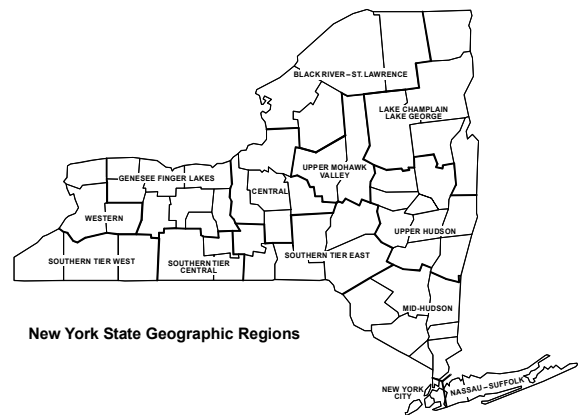 BLACK RIVER – ST. LAWRENCE
LAKE CHAMPLAIN
LAKE GEORGE
UPPER MOHAWK
VALLEY
GENESEE FINGER LAKES
CENTRAL
WESTERN
UPPER HUDSON
SOUTHERN TIER WEST
SOUTHERN TIER
CENTRAL
SOUTHERN TIER EAST
MID-HUDSON
New York State Geographic Regions
NEW YORK
CITY
NASSAU – SUFFOLK